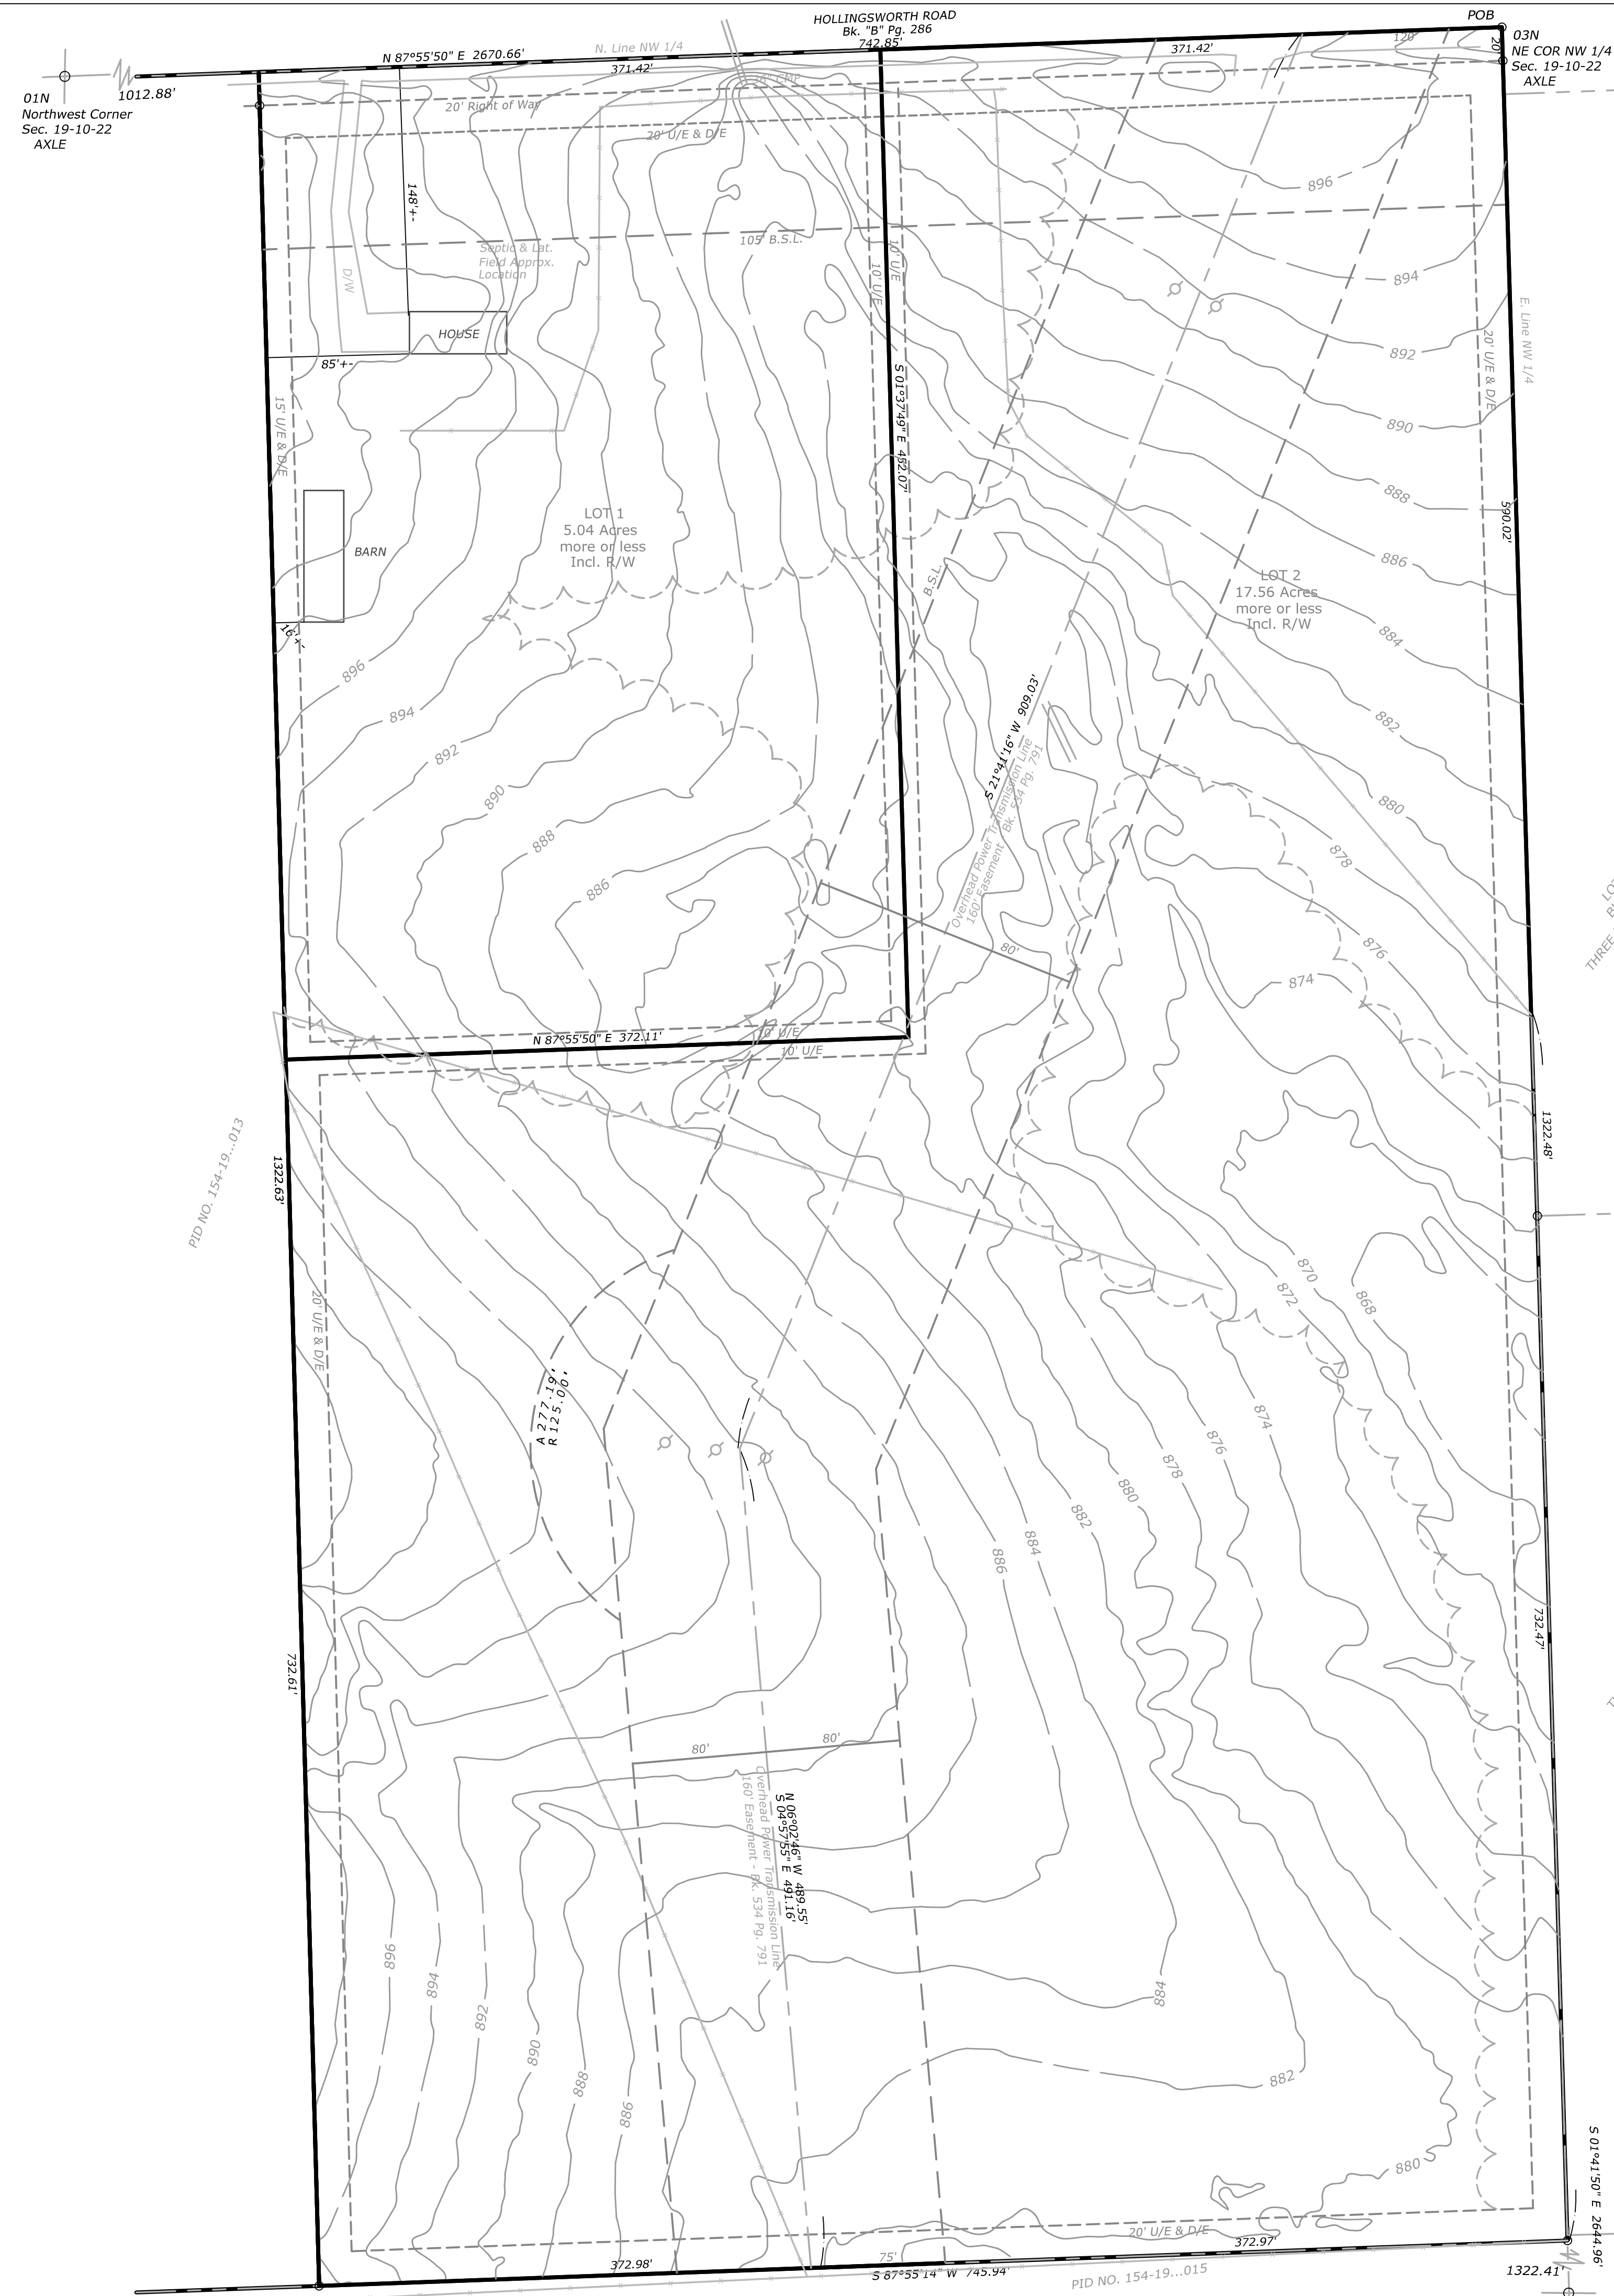 HOLLINGSWORTH ROAD
Bk. "B" Pg. 286
742.85'
POB
03N
NE COR NW 1/4
Sec. 19-10-22
AXLE
20'
120'
N 87°55'50" E 2670.66'
N. Line NW 1/4
371.42'
371.42'
01N
Northwest Corner
Sec. 19-10-22
AXLE
1012.88'
20' Right of Way
20' U/E & D/E
148'+-
105' B.S.L.
Septic & Lat.
Field Approx.
Location
D/W
HOUSE
85'+-
10' U/E
10' U/E
S 01°37'49" E 452.07'
15' U/E & D/E
E. Line NW 1/4
20' U/E & D/E
590.02'
896
894
892
890
888
886
884
882
880
878
876
874
LOT 1
5.04 Acres
more or less
Incl. R/W
BARN
16'+-
LOT 2
17.56 Acres
more or less
Incl. R/W
B.S.L.
896
894
892
890
888
886
S 21°41'16" W 909.03'
Overhead Power Transmission Line
160' Easement - Bk. 534 Pg. 791
80'
N 87°55'50" E 372.11'
10' U/E
10' U/E
PID NO. 154-19...013
1322.63'
1322.48'
20' U/E & D/E
A 277.19'
R 125.00'
870
872
868
874
876
878
880
882
884
886
732.61'
732.47'
80'
80'
N 06°02'46" W 489.55'
S 04°57'55" E 491.16'
Overhead Power Transmission Line
160' Easement - Bk. 534 Pg. 791
894
892
890
888
886
884
882
880
20' U/E & D/E
372.98'
75'
372.97'
S 87°55'14" W 745.94'
PID NO. 154-19...015
1322.41'
S 01°41'50" E 2644.96'